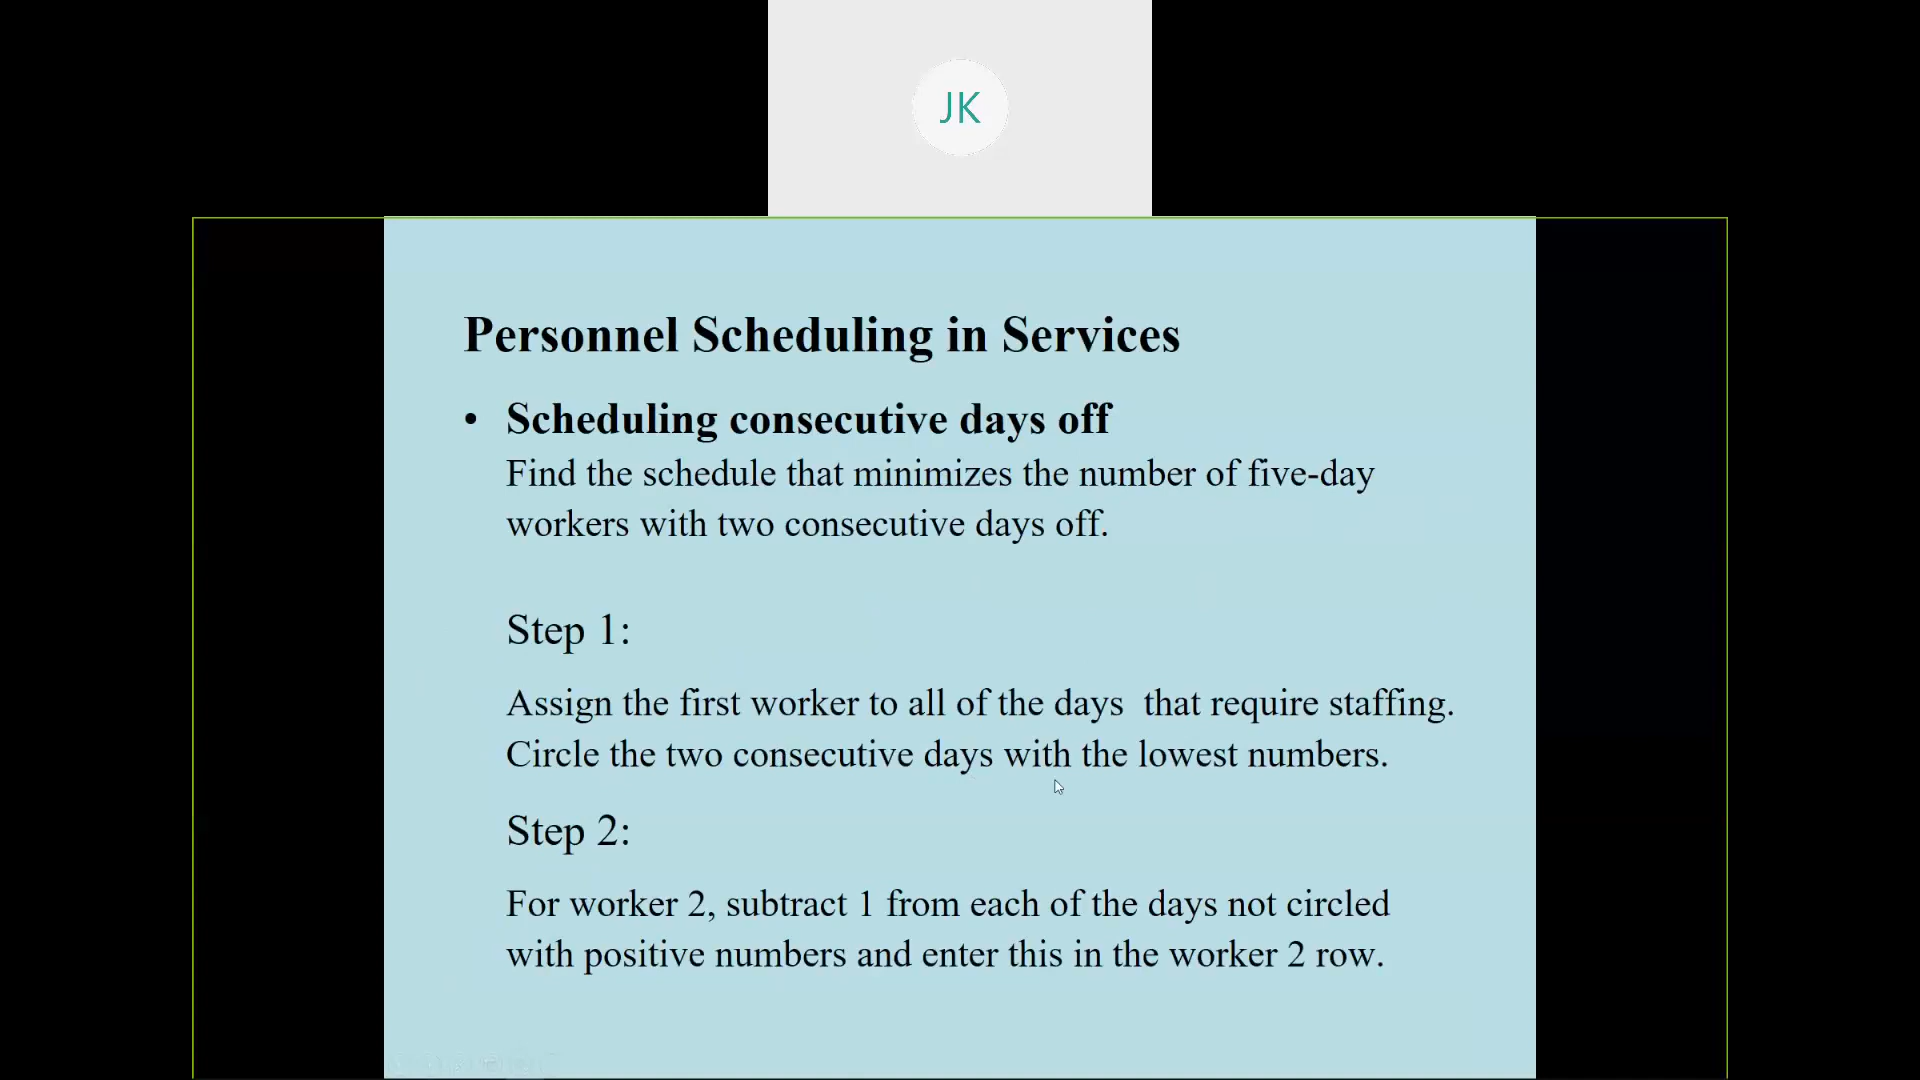 JK
Personnel Scheduling in Services
• Scheduling consecutive days off
Find the schedule that minimizes the number of five-day
workers with two consecutive days off.
Step 1:
Assign the first worker to all of the days that require staffing.
Circle the two consecutive days with the lowest numbers.
Step 2:
For worker 2, subtract 1 from each of the days not circled
with positive numbers and enter this in the worker 2 row.